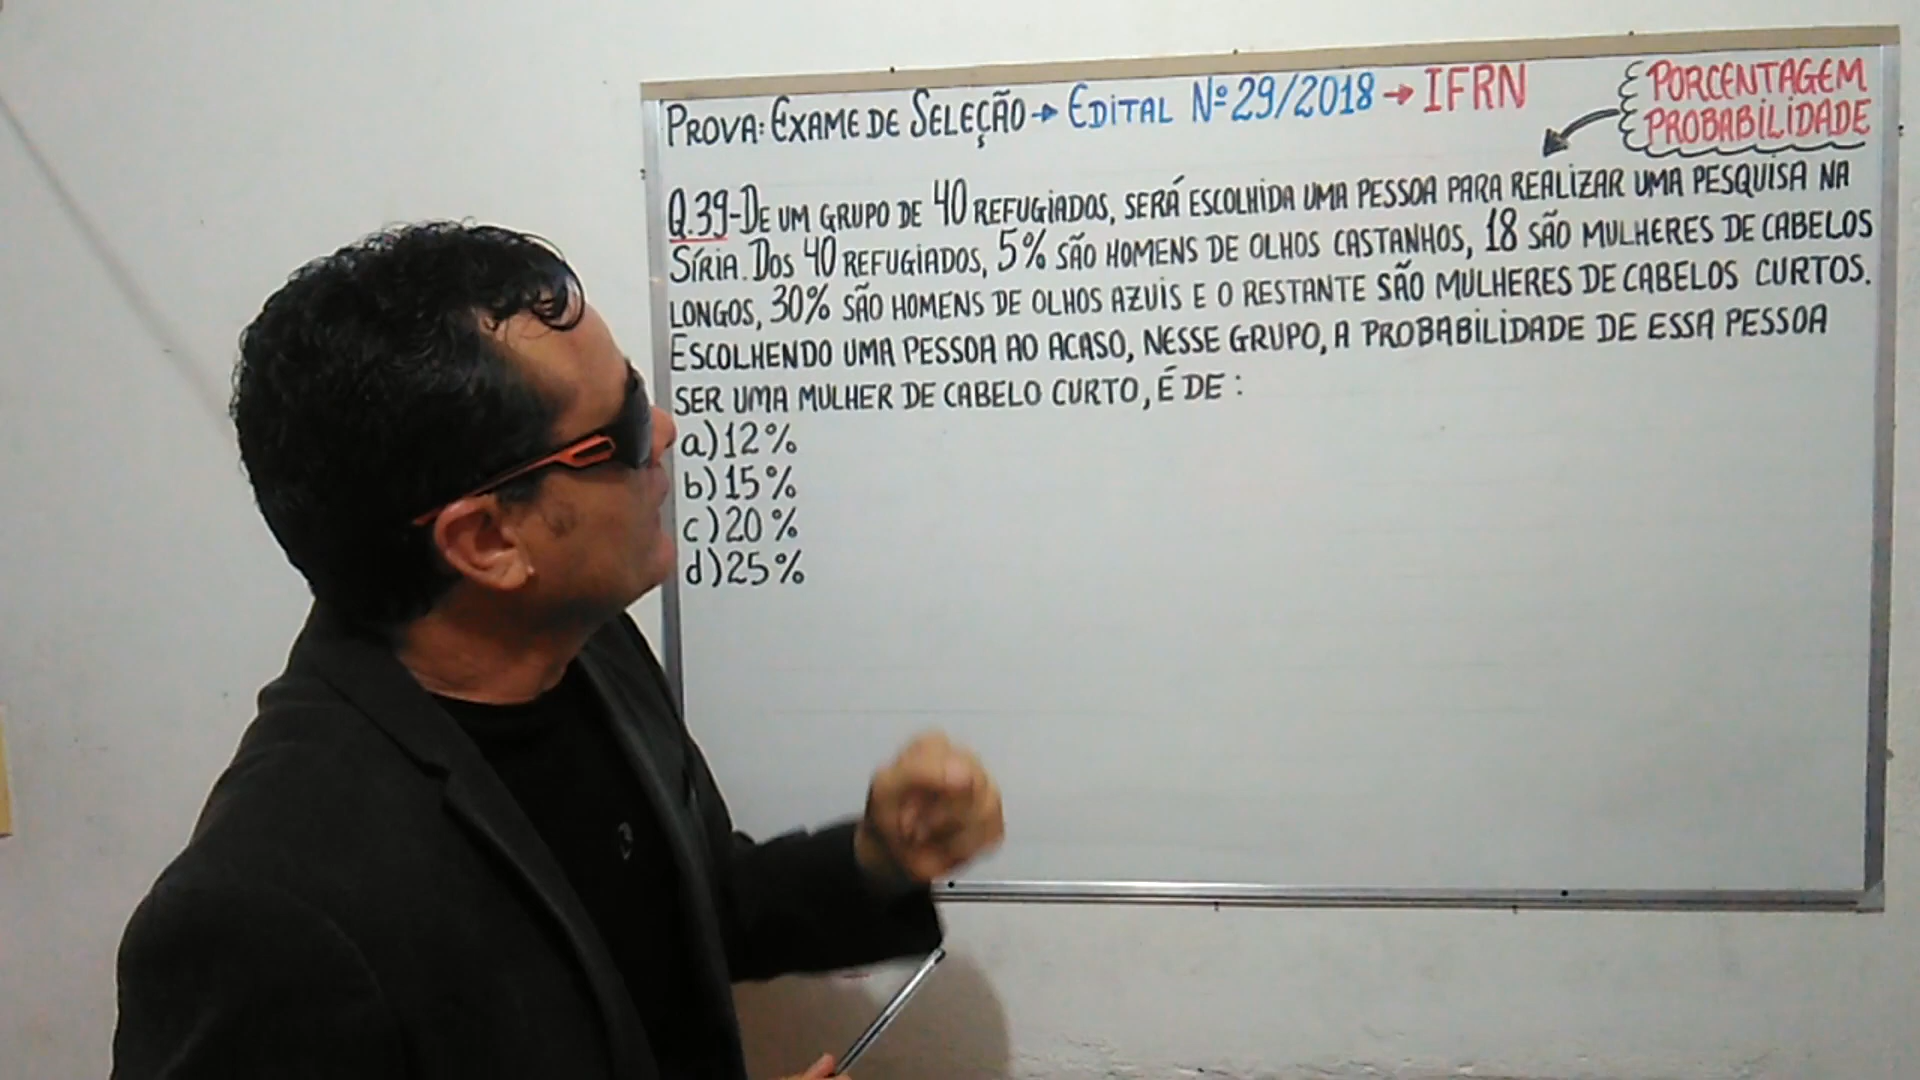 PROVA: EXAME DE SELEÇÃO → EDITAL Nº 29/2018 → IFRN
PORCENTAGEM
PROBABILIDADE
Q.39-DE UM GRUPO DE 40 REFUGIADOS, SERÁ ESCOLHIDA UMA PESSOA PARA REALIZAR UMA PESQUISA NA
SÍRIA. DOS 40 REFUGIADOS, 5% SÃO HOMENS DE OLHOS CASTANHOS, 18 SÃO MULHERES DE CABELOS
LONGOS, 30% SÃO HOMENS DE OLHOS AZUIS E O RESTANTE SÃO MULHERES DE CABELOS CURTOS.
ESCOLHENDO UMA PESSOA AO ACASO, NESSE GRUPO, A PROBABILIDADE DE ESSA PESSOA
SER UMA MULHER DE CABELO CURTO, É DE :
a) 12%
b) 15%
c) 20%
d) 25%